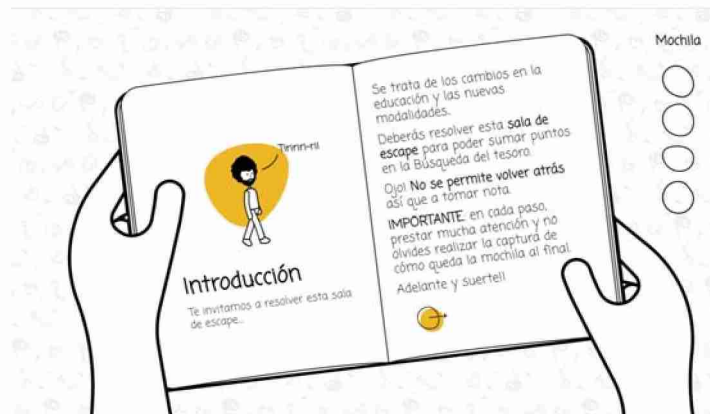 Mochila
Tirinn-ni!
Introducción
Te invitamos a resolver esta sala
de escape...
Se trata de los cambios en la
educación y las nuevas
modalidades.
Deberás resolver esta sala de
escape para poder sumar puntos
en la Búsqueda del tesoro.
Ojo! No se permite volver atrás
así que a tomar nota.
IMPORTANTE: en cada paso,
prestar mucha atención y no
olvides realizar la captura de
cómo queda la mochila al final.
Adelante y suerte!!